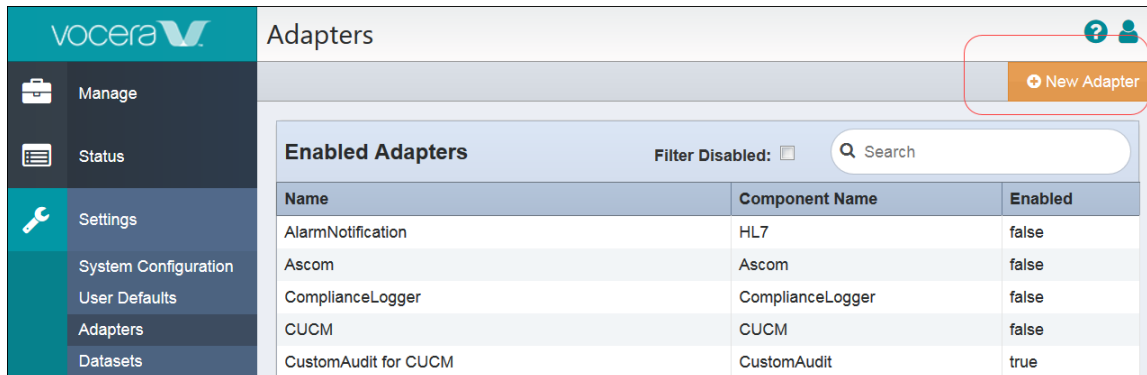 vocera
Adapters
Manage
New Adapter
Status
Enabled Adapters
Filter Disabled:
Search
Name Component Name Enabled
Settings
AlarmNotification HL7 false
System Configuration
Ascom Ascom false
User Defaults
ComplianceLogger ComplianceLogger false
Adapters
CUCM CUCM false
Datasets
CustomAudit for CUCM CustomAudit true